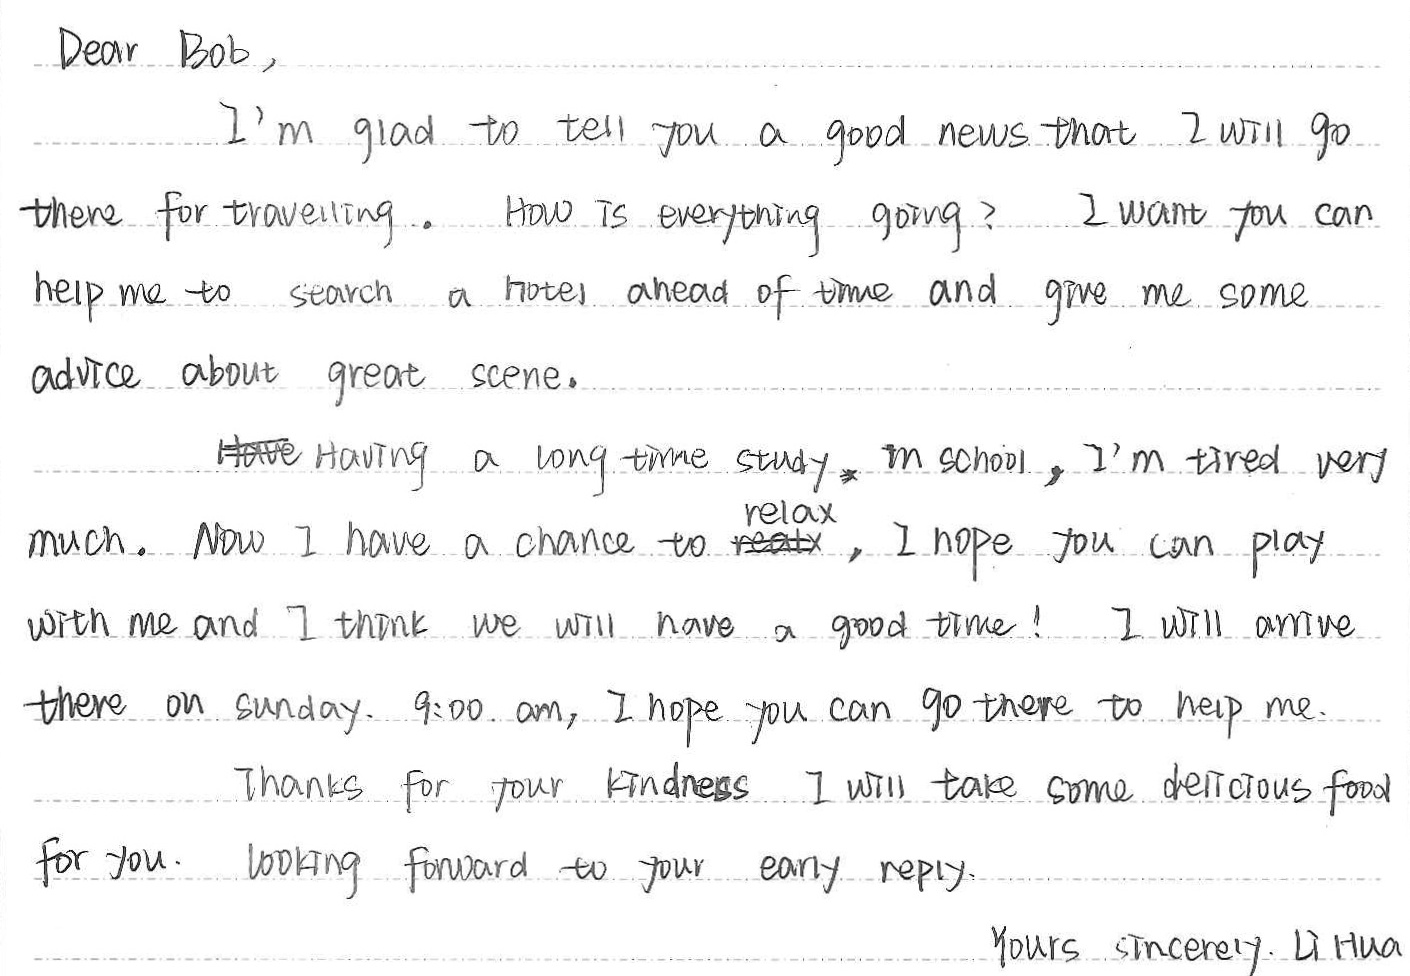 Dear Bob,
I'm glad to tell you a good news that I will go
there for travelling. How is everything going? I want you can
help me to search a hotel ahead of time and give me some
advice about great scene.
Have Having a long time study. in school, I'm tired very
much. Now I have a chance to relax, I hope you can play
with me and I think we will have a good time! I will arrive
there on sunday. 9:00. am, I hope you can go there to help me.
Thanks for your kindness I will take some delicious food
for you. looking forward to your early reply.
Yours sincerely. Li Hua